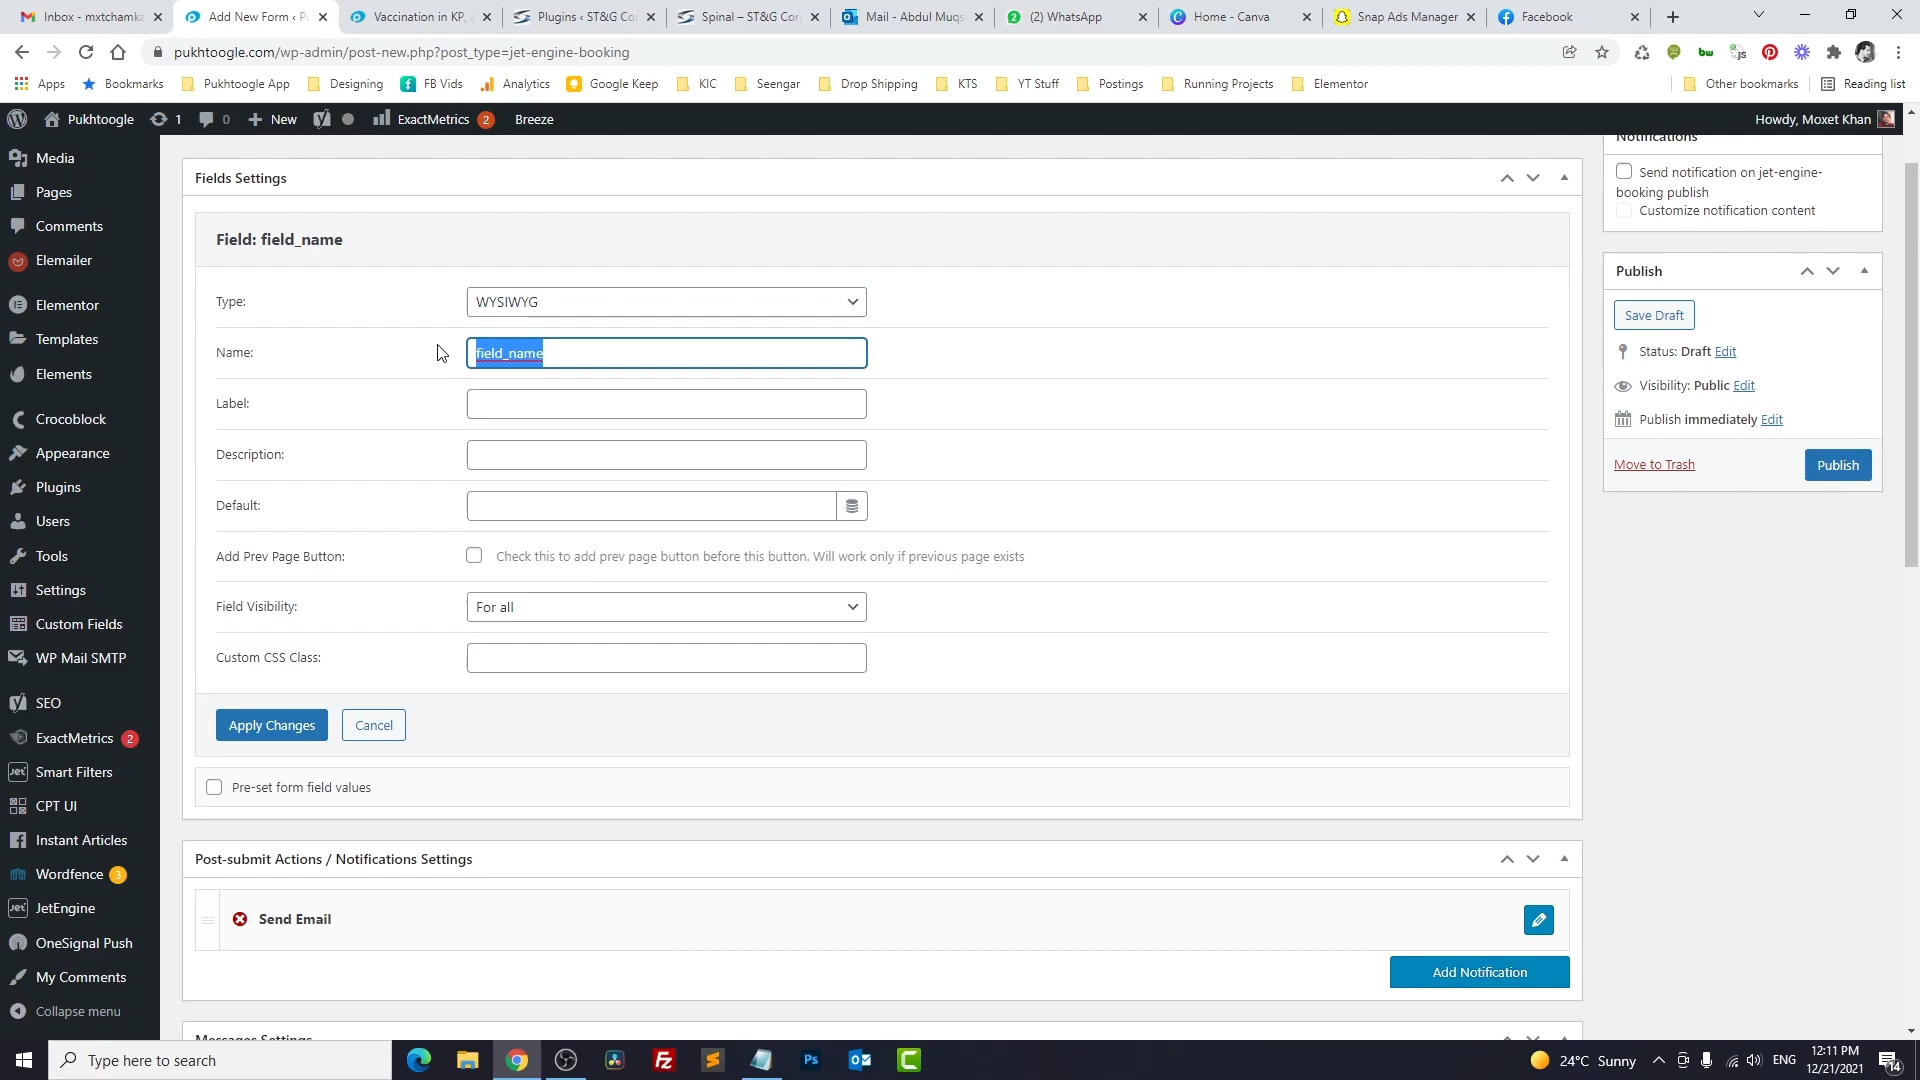 Inbox - mxtchamka
Add New Form ‹ P
Vaccination in KP, a
Plugins ‹ ST&G Co
Spinal – ST&G Cor
Mail - Abdul Muqs
(2) WhatsApp
Home - Canva
Snap Ads Manager
Facebook
pukhtoogle.com/wp-admin/post-new.php?post_type=jet-engine-booking
Apps
Bookmarks
Pukhtoogle App
Designing
FB Vids
Analytics
Google Keep
KIC
Seengar
Drop Shipping
KTS
YT Stuff
Postings
Running Projects
Elementor
Other bookmarks
Reading list
Pukhtoogle
1
0
New
ExactMetrics 2
Breeze
Howdy, Moxet Khan
Media
Pages
Comments
Elemailer
Elementor
Templates
Elements
Crocoblock
Appearance
Plugins
Users
Tools
Settings
Custom Fields
WP Mail SMTP
SEO
ExactMetrics 2
Smart Filters
CPT UI
Instant Articles
Wordfence 3
JetEngine
OneSignal Push
My Comments
Collapse menu
Fields Settings
Field: field_name
Type:
WYSIWYG
Name:
field_name
Label:
Description:
Default:
Add Prev Page Button:
Check this to add prev page button before this button. Will work only if previous page exists
Field Visibility:
For all
Custom CSS Class:
Apply Changes
Cancel
Pre-set form field values
Post-submit Actions / Notifications Settings
Send Email
Add Notification
Messages Settings
Notifications
Send notification on jet-engine-
booking publish
Customize notification content
Publish
Save Draft
Status: Draft Edit
Visibility: Public Edit
Publish immediately Edit
Move to Trash
Publish
Type here to search
24°C Sunny
ENG
12:11 PM
12/21/2021
14